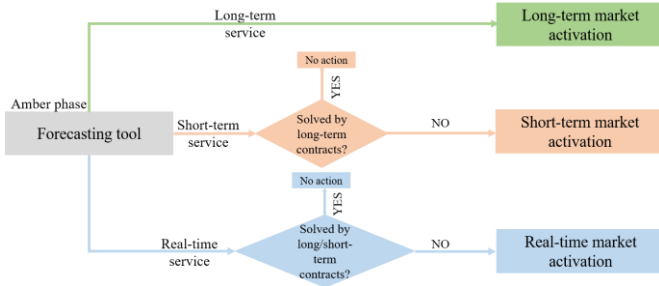 Long-term
service
Long-term market
activation
No action
YES
Amber phase
Forecasting tool
Short-term
service
Solved by
long-term
contracts?
NO
Short-term market
activation
No action
YES
Real-time
service
Solved by
long/short-
term
contracts?
NO
Real-time market
activation